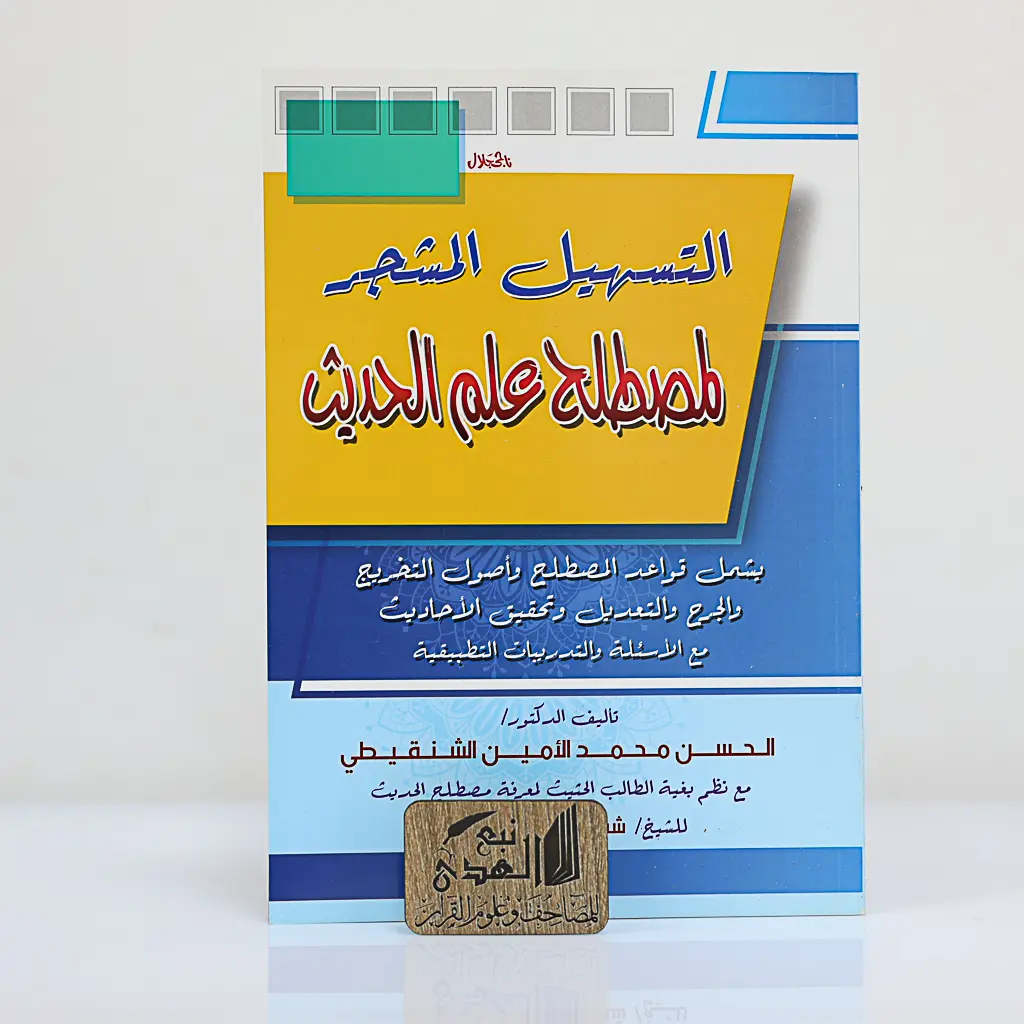 التسهيل المشجر
لمصطلح علم الحديث
يشمل قواعد المصطلح وأصول التخريج
والجرح والتعديل وتحقيق الأحاديث
مع الأسئلة والتدريبات التطبيقية
تأليف الدكتور/
الحسن محمد الأمين الشنقيطي
مع نظم بغية الطالب الحثيث لمعرفة مصطلح الحديث
للشيخ/
نبع
الهدى
للمصاحف وعلوم القرآن